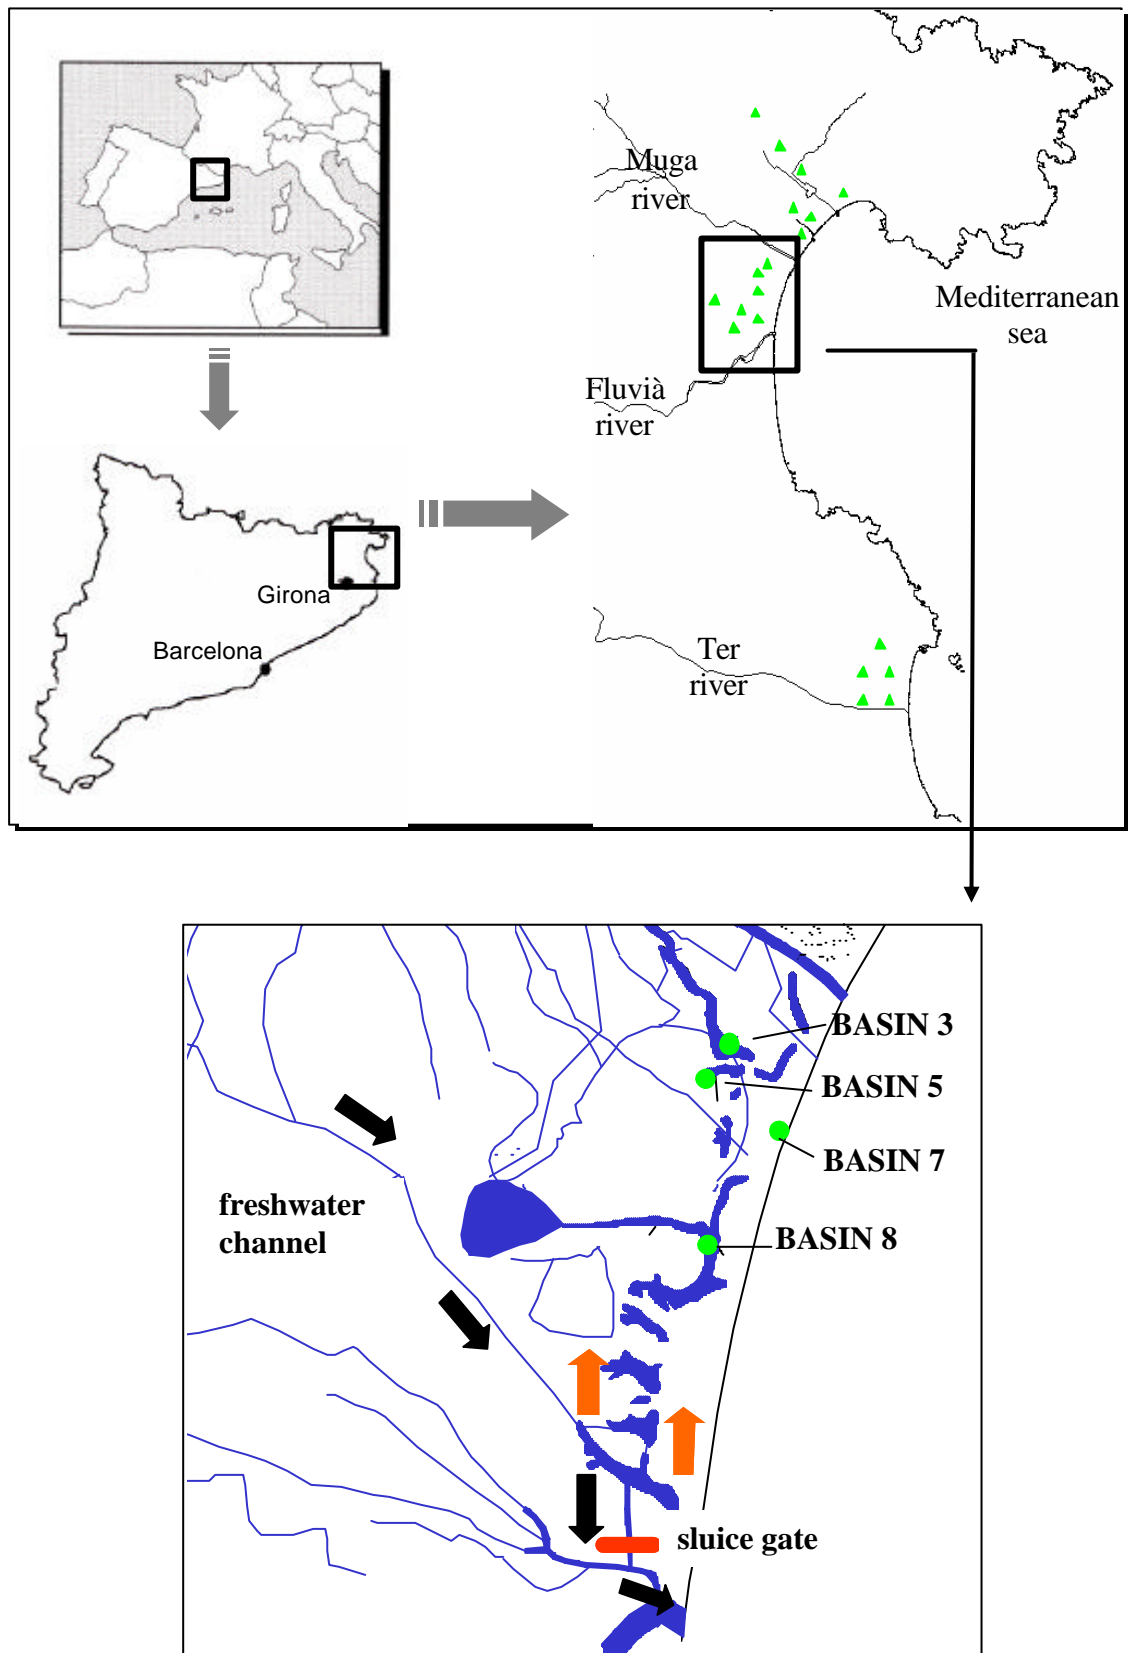 Muga
river
Mediterranean
sea
Fluvià
river
Girona
Barcelona
Ter
river
BASIN 3
BASIN 5
BASIN 7
freshwater
channel
BASIN 8
sluice gate